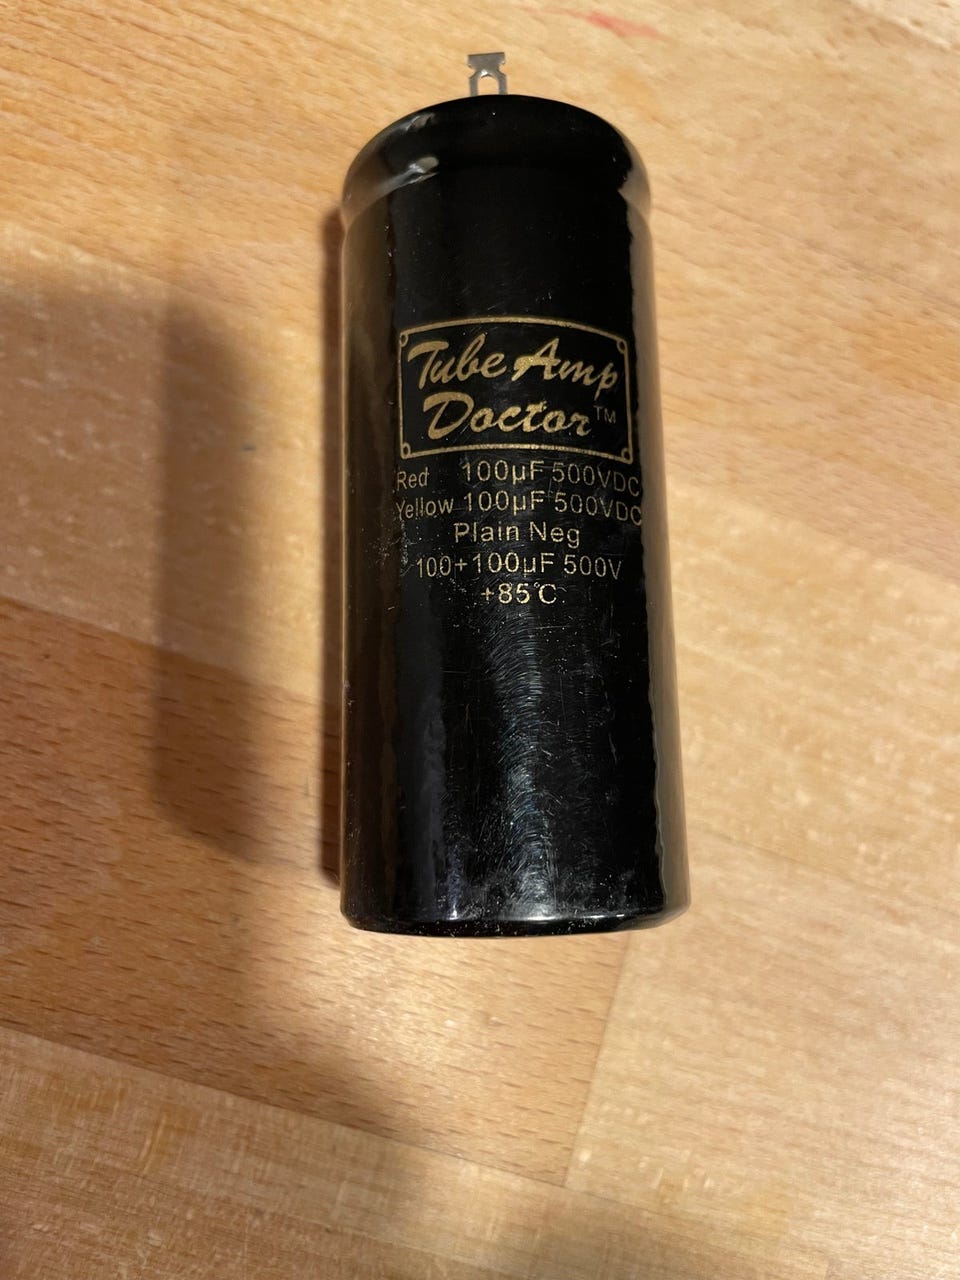 Tube Amp
Doctor™
Red 100µF 500VDC
Yellow 100µF 500VDC
Plain Neg
100+100µF 500V
+85℃